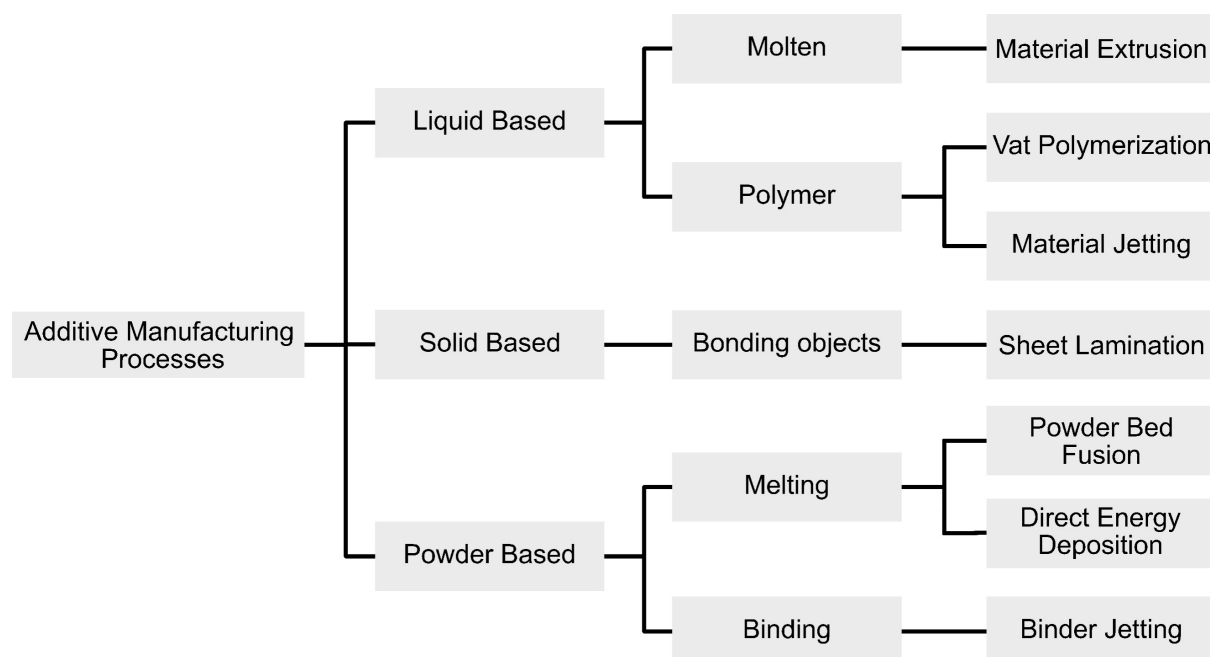 Additive Manufacturing
Processes
Liquid Based
Molten
Material Extrusion
Polymer
Vat Polymerization
Material Jetting
Solid Based
Bonding objects
Sheet Lamination
Powder Based
Melting
Powder Bed
Fusion
Direct Energy
Deposition
Binding
Binder Jetting